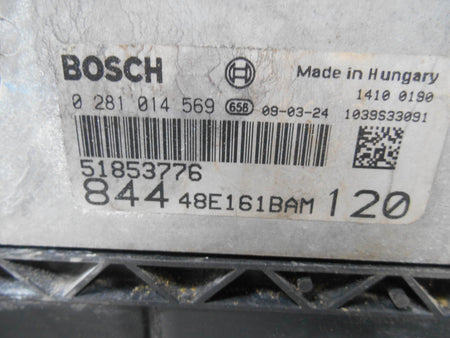 BOSCH Made in Hungary
1410 0190
0 281 014 569 658 09-03-24 1039S33091
51853776
844 48E161BAM 120